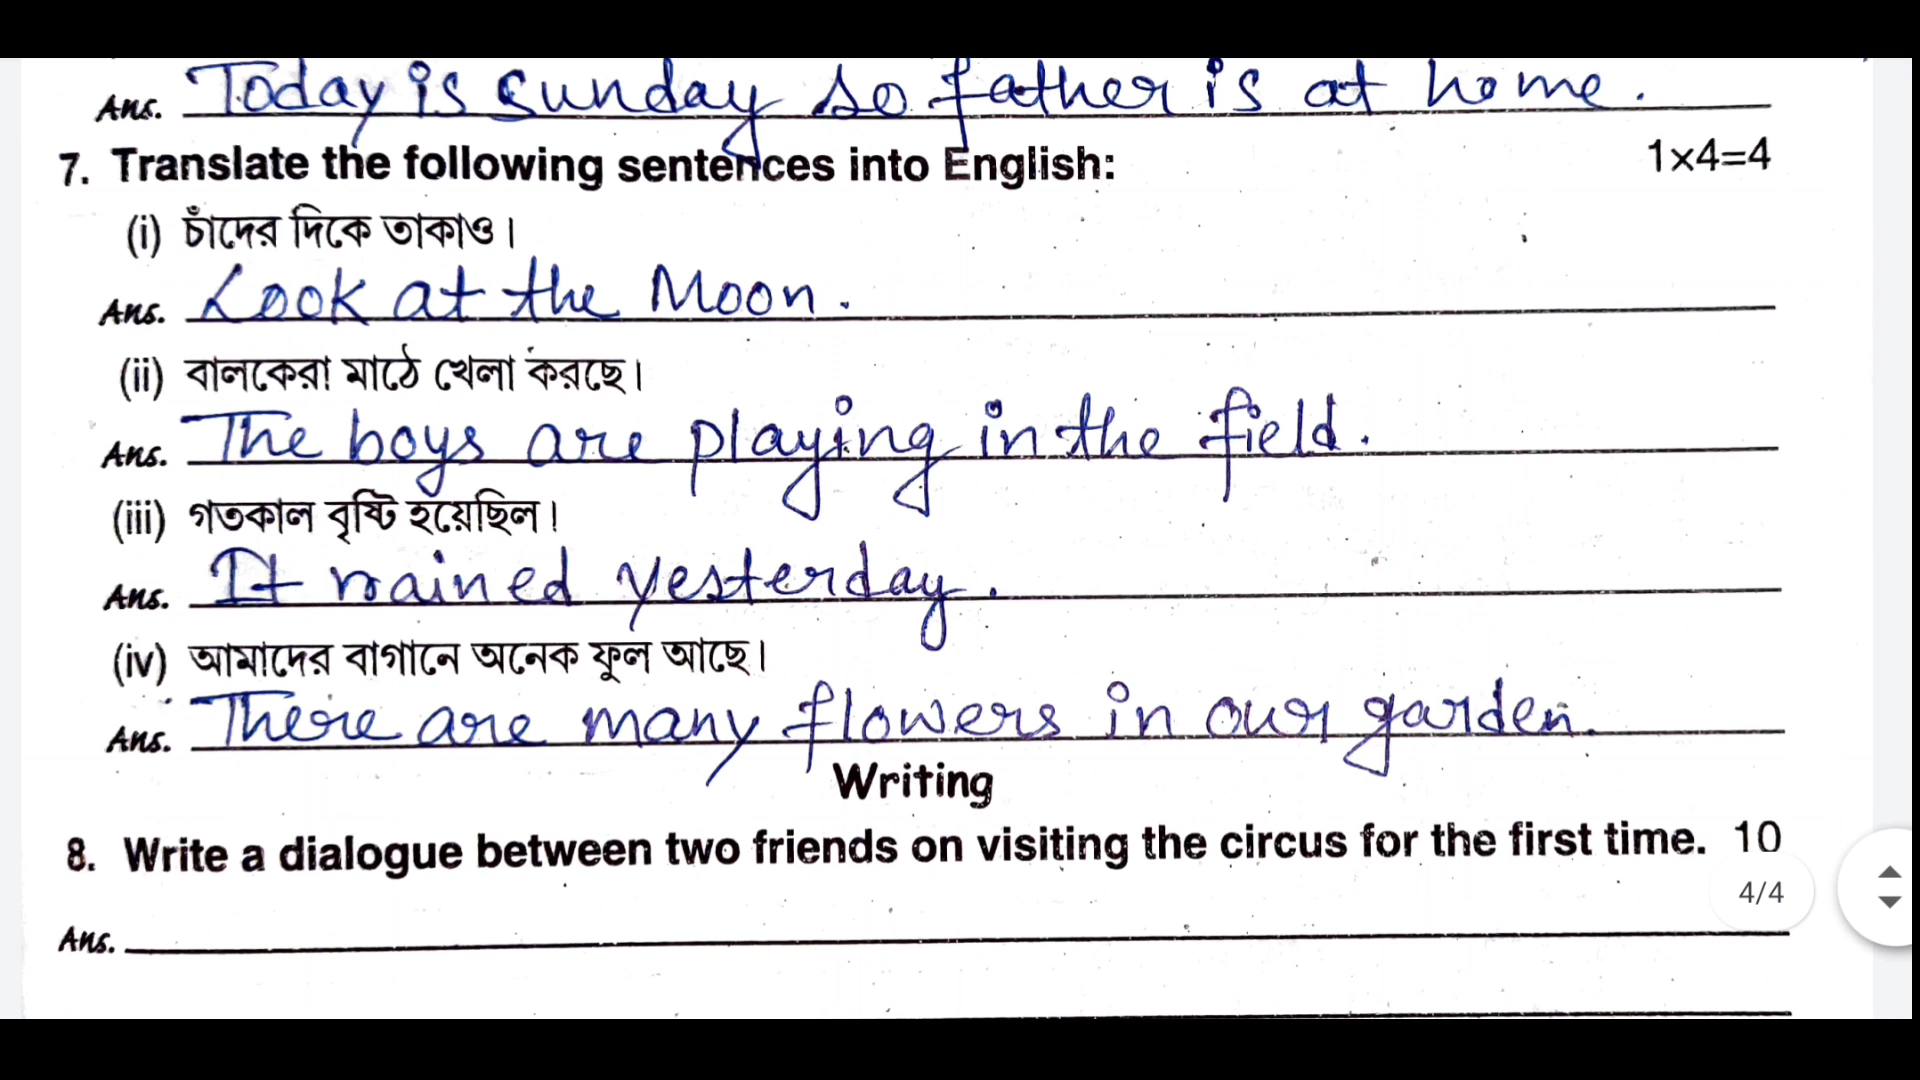 Ans. Today is sunday so father is at home.
7. Translate the following sentences into English: 1×4=4
(i) চাঁদের দিকে তাকাও।
Ans. Look at the Moon.
(ii) বালকেরা মাঠে খেলা করছে।
Ans. The boys are playing in the field.
(iii) গতকাল বৃষ্টি হয়েছিল।
Ans. It rained yesterday.
(iv) আমাদের বাগানে অনেক ফুল আছে।
Ans. There are many flowers in our garden.
Writing
8. Write a dialogue between two friends on visiting the circus for the first time. 10
4/4
Ans.